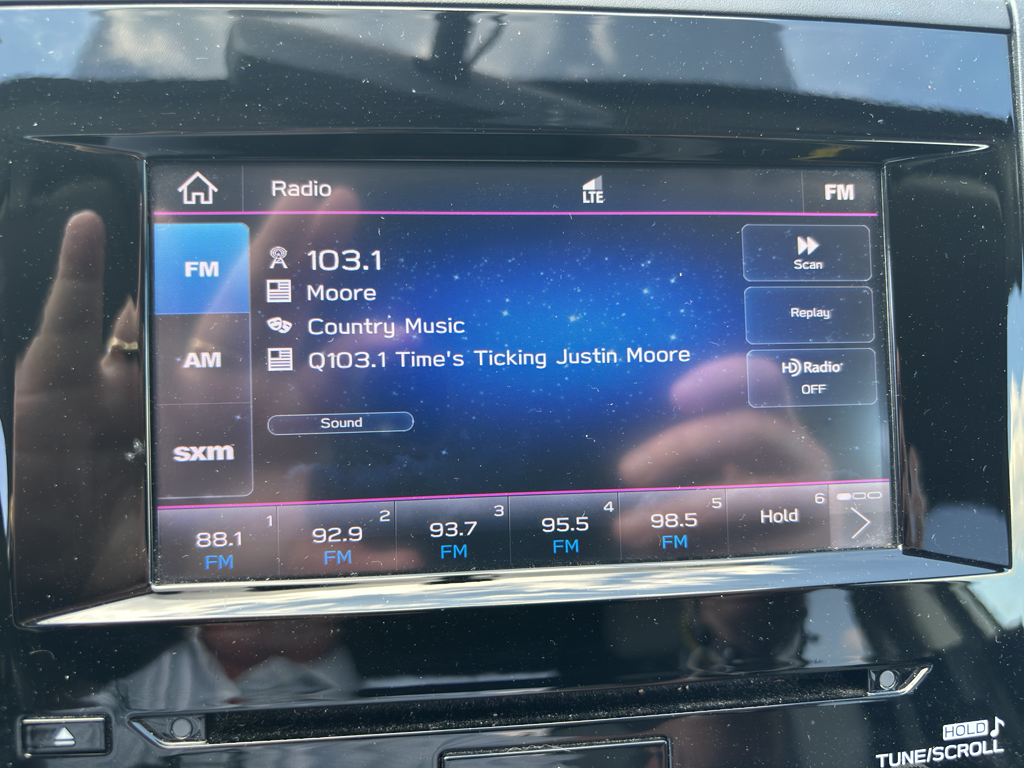 Radio
LTE
FM
FM
AM
sxm
103.1
Moore
Country Music
Q103.1 Time's Ticking Justin Moore
Sound
Scan
Replay
HD Radio
OFF
1
88.1
FM
2
92.9
FM
3
93.7
FM
4
95.5
FM
5
98.5
FM
6
Hold
HOLD
TUNE/SCROLL